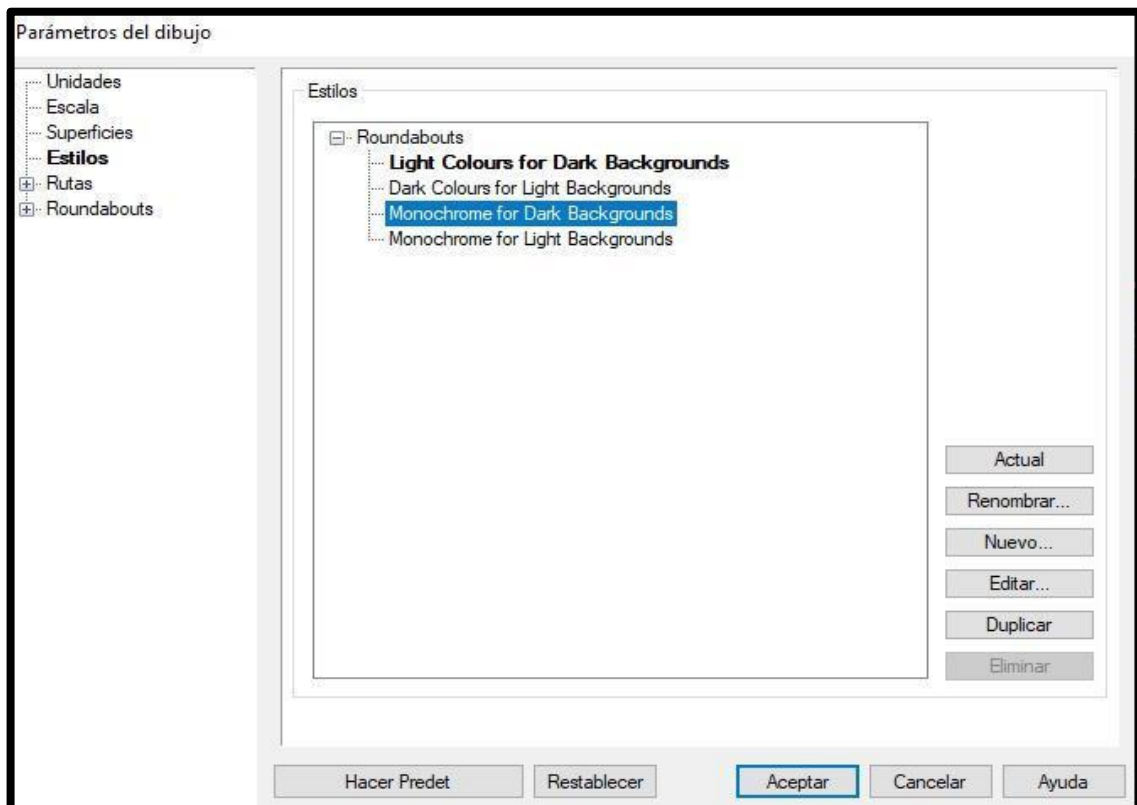 Parámetros del dibujo
Unidades
Escala
Superficies
Estilos
Rutas
Roundabouts
Estilos
Roundabouts
Light Colours for Dark Backgrounds
Dark Colours for Light Backgrounds
Monochrome for Dark Backgrounds
Monochrome for Light Backgrounds
Actual
Renombrar...
Nuevo...
Editar...
Duplicar
Eliminar
Hacer Predet
Restablecer
Aceptar
Cancelar
Ayuda